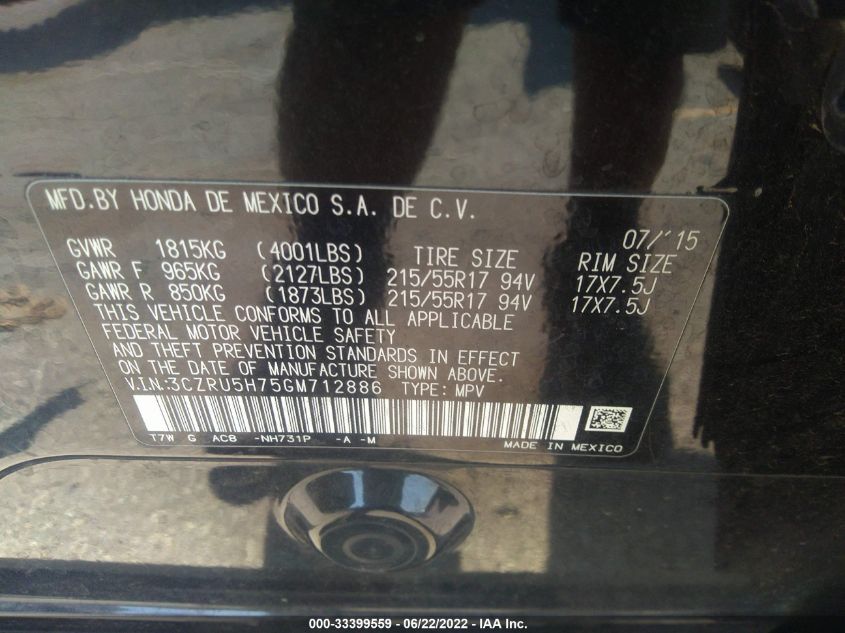 MFD.BY HONDA DE MEXICO S.A. DE C.V.
07/'15
GVWR 1815KG (4001LBS) TIRE SIZE RIM SIZE
GAWR F 965KG (2127LBS) 215/55R17 94V 17X7.5J
GAWR R 850KG (1873LBS) 215/55R17 94V 17X7.5J
THIS VEHICLE CONFORMS TO ALL APPLICABLE
FEDERAL MOTOR VEHICLE SAFETY
AND THEFT PREVENTION STANDARDS IN EFFECT
ON THE DATE OF MANUFACTURE SHOWN ABOVE.
V.IN:3CZRU5H75GM712886 TYPE: MPV
T7W G AC8 -NH731P -A -M
MADE IN MEXICO
000-33399559 - 06/22/2022 - IAA Inc.